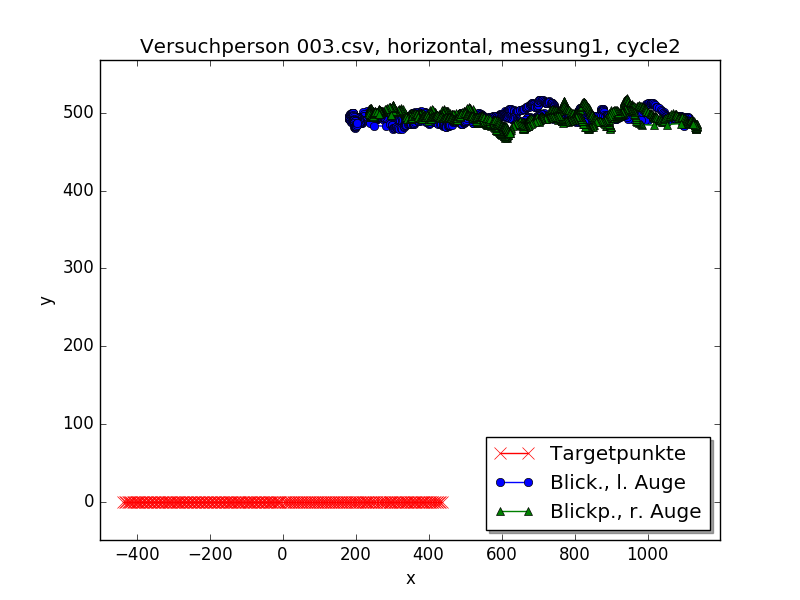 Versuchperson 003.csv, horizontal, messung1, cycle2
y
500
400
300
200
100
0
−400 −200 0 200 400 600 800 1000
x
Targetpunkte
Blick., l. Auge
Blickp., r. Auge